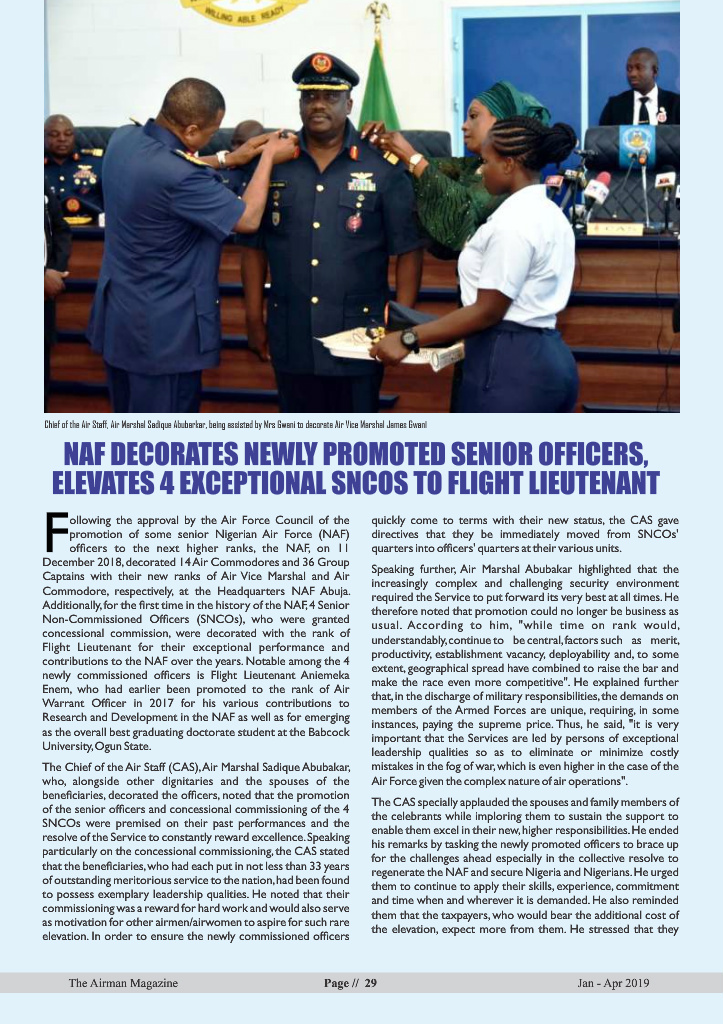 WILLING ABLE READY
CAS
Chief of the Air Staff, Air Marshal Sadique Abubarkar, being assisted by Mrs Gwani to decorate Air Vice Marshal James Gwani
NAF DECORATES NEWLY PROMOTED SENIOR OFFICERS,
ELEVATES 4 EXCEPTIONAL SNCOS TO FLIGHT LIEUTENANT
Following the approval by the Air Force Council of the
promotion of some senior Nigerian Air Force (NAF)
officers to the next higher ranks, the NAF, on 11
December 2018, decorated 14 Air Commodores and 36 Group
Captains with their new ranks of Air Vice Marshal and Air
Commodore, respectively, at the Headquarters NAF Abuja.
Additionally, for the first time in the history of the NAF, 4 Senior
Non-Commissioned Officers (SNCOs), who were granted
concessional commission, were decorated with the rank of
Flight Lieutenant for their exceptional performance and
contributions to the NAF over the years. Notable among the 4
newly commissioned officers is Flight Lieutenant Aniemeka
Enem, who had earlier been promoted to the rank of Air
Warrant Officer in 2017 for his various contributions to
Research and Development in the NAF as well as for emerging
as the overall best graduating doctorate student at the Babcock
University, Ogun State.
The Chief of the Air Staff (CAS), Air Marshal Sadique Abubakar,
who, alongside other dignitaries and the spouses of the
beneficiaries, decorated the officers, noted that the promotion
of the senior officers and concessional commissioning of the 4
SNCOs were premised on their past performances and the
resolve of the Service to constantly reward excellence. Speaking
particularly on the concessional commissioning, the CAS stated
that the beneficiaries, who had each put in not less than 33 years
of outstanding meritorious service to the nation, had been found
to possess exemplary leadership qualities. He noted that their
commissioning was a reward for hard work and would also serve
as motivation for other airmen/airwomen to aspire for such rare
elevation. In order to ensure the newly commissioned officers
quickly come to terms with their new status, the CAS gave
directives that they be immediately moved from SNCOs'
quarters into officers' quarters at their various units.
Speaking further, Air Marshal Abubakar highlighted that the
increasingly complex and challenging security environment
required the Service to put forward its very best at all times. He
therefore noted that promotion could no longer be business as
usual. According to him, "while time on rank would,
understandably, continue to be central, factors such as merit,
productivity, establishment vacancy, deployability and, to some
extent, geographical spread have combined to raise the bar and
make the race even more competitive". He explained further
that, in the discharge of military responsibilities, the demands on
members of the Armed Forces are unique, requiring, in some
instances, paying the supreme price. Thus, he said, "it is very
important that the Services are led by persons of exceptional
leadership qualities so as to eliminate or minimize costly
mistakes in the fog of war, which is even higher in the case of the
Air Force given the complex nature of air operations".
The CAS specially applauded the spouses and family members of
the celebrants while imploring them to sustain the support to
enable them excel in their new, higher responsibilities. He ended
his remarks by tasking the newly promoted officers to brace up
for the challenges ahead especially in the collective resolve to
regenerate the NAF and secure Nigeria and Nigerians. He urged
them to continue to apply their skills, experience, commitment
and time when and wherever it is demanded. He also reminded
them that the taxpayers, who would bear the additional cost of
the elevation, expect more from them. He stressed that they
The Airman Magazine
Page // 29
Jan - Apr 2019